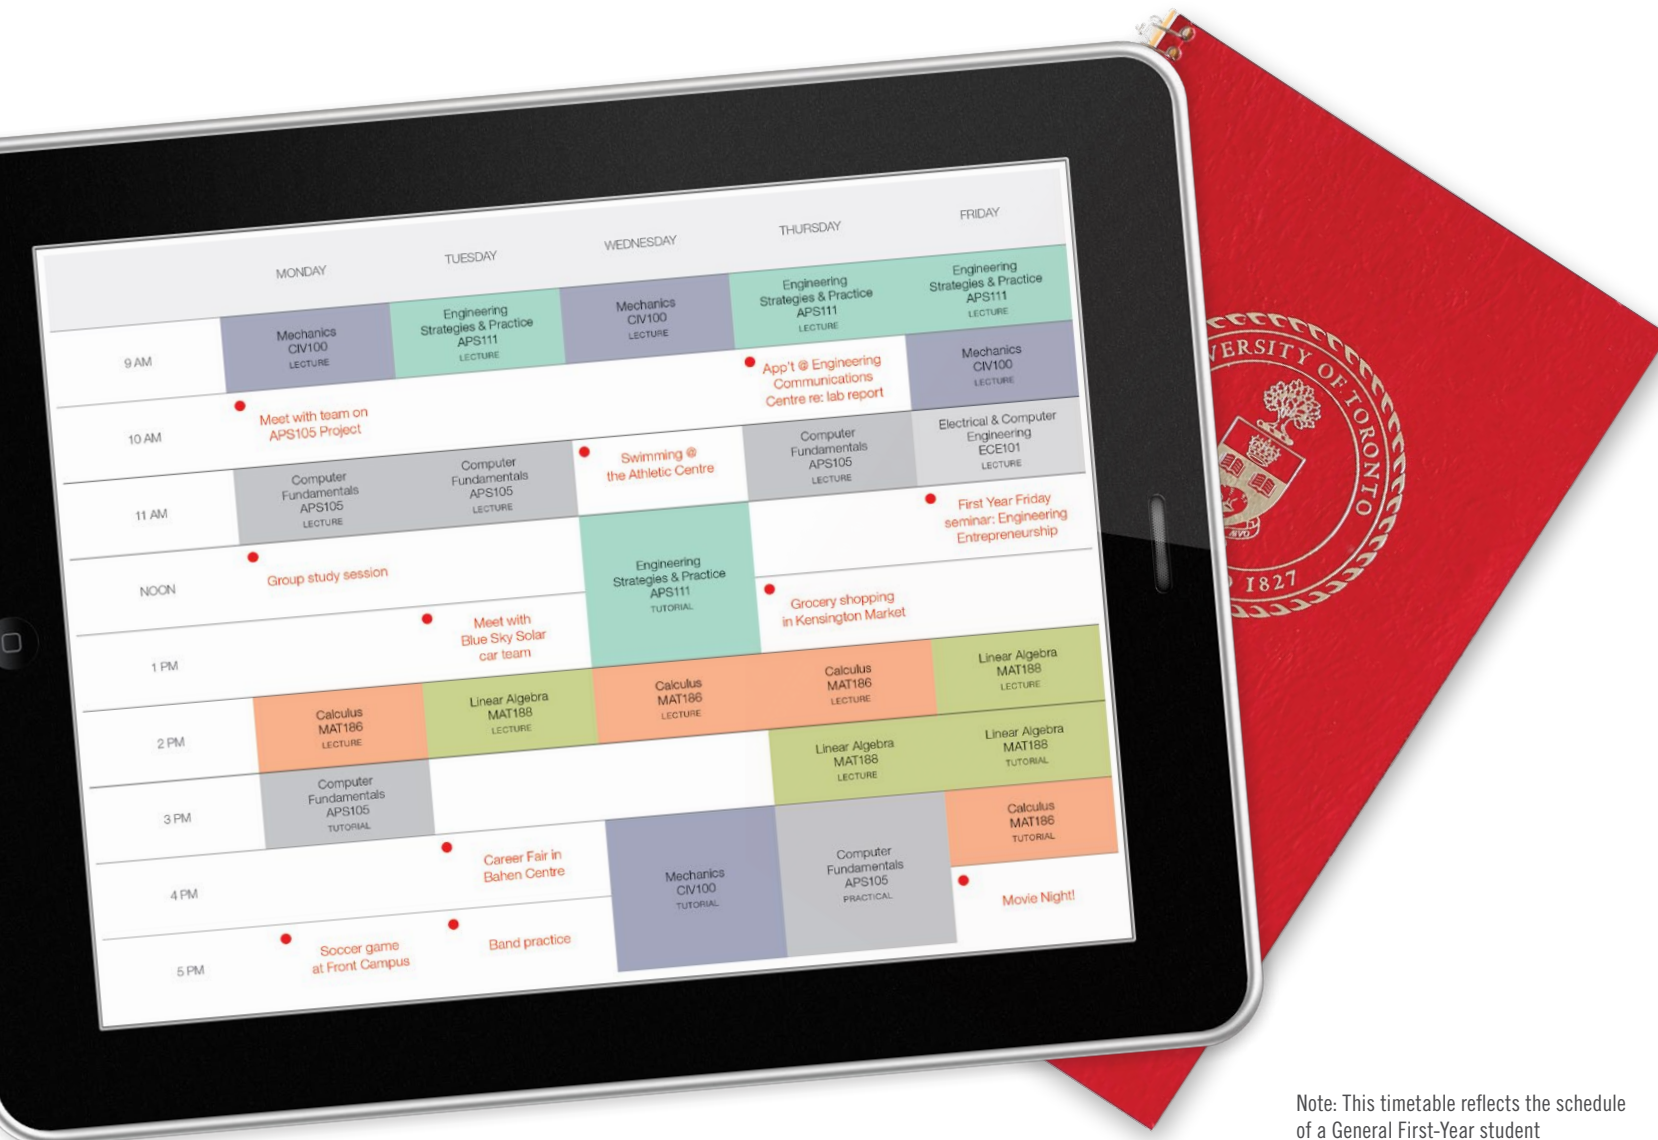 MONDAY
TUESDAY
WEDNESDAY
THURSDAY
FRIDAY
9 AM
Mechanics
CIV100
LECTURE
Engineering
Strategies & Practice
APS111
LECTURE
Mechanics
CIV100
LECTURE
Engineering
Strategies & Practice
APS111
LECTURE
Engineering
Strategies & Practice
APS111
LECTURE
10 AM
Meet with team on
APS105 Project
App't @ Engineering
Communications
Centre re: lab report
Mechanics
CIV100
LECTURE
11 AM
Computer
Fundamentals
APS105
LECTURE
Computer
Fundamentals
APS105
LECTURE
Swimming @
the Athletic Centre
Computer
Fundamentals
APS105
LECTURE
Electrical & Computer
Engineering
ECE101
LECTURE
NOON
Group study session
Engineering
Strategies & Practice
APS111
TUTORIAL
First Year Friday
seminar: Engineering
Entrepreneurship
1 PM
Meet with
Blue Sky Solar
car team
Grocery shopping
in Kensington Market
2 PM
Calculus
MAT186
LECTURE
Linear Algebra
MAT188
LECTURE
Calculus
MAT186
LECTURE
Calculus
MAT186
LECTURE
Linear Algebra
MAT188
LECTURE
3 PM
Computer
Fundamentals
APS105
TUTORIAL
Linear Algebra
MAT188
LECTURE
Linear Algebra
MAT188
TUTORIAL
4 PM
Career Fair in
Bahen Centre
Mechanics
CIV100
TUTORIAL
Computer
Fundamentals
APS105
PRACTICAL
Calculus
MAT186
TUTORIAL
5 PM
Soccer game
at Front Campus
Band practice
Movie Night!
VERSITY OF TORONTO
1827
Note: This timetable reflects the schedule
of a General First-Year student